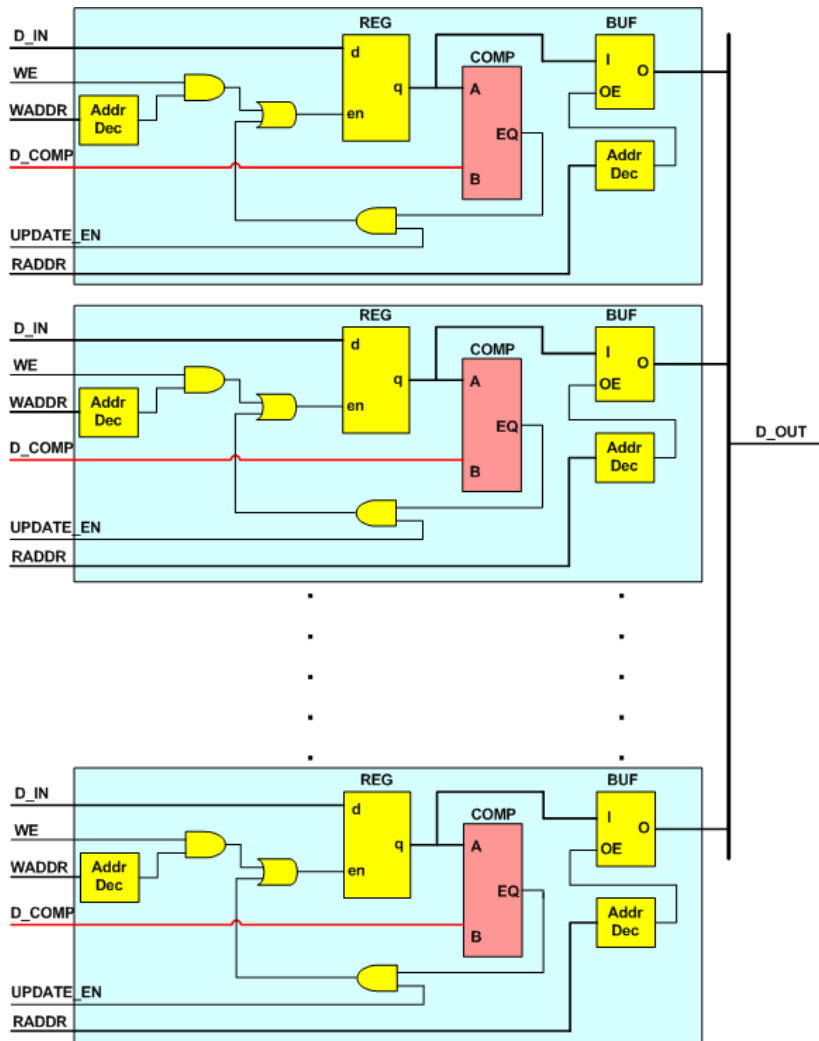 REG
BUF
D_IN
d
COMP
I
O
WE
OE
q
A
Addr
Dec
WADDR
en
EQ
Addr
Dec
D_COMP
B
UPDATE_EN
RADDR
REG
BUF
D_IN
d
COMP
I
O
WE
OE
q
A
Addr
Dec
WADDR
en
EQ
D_OUT
Addr
Dec
D_COMP
B
UPDATE_EN
RADDR
REG
BUF
D_IN
d
COMP
I
O
WE
OE
q
A
Addr
Dec
WADDR
en
EQ
Addr
Dec
D_COMP
B
UPDATE_EN
RADDR